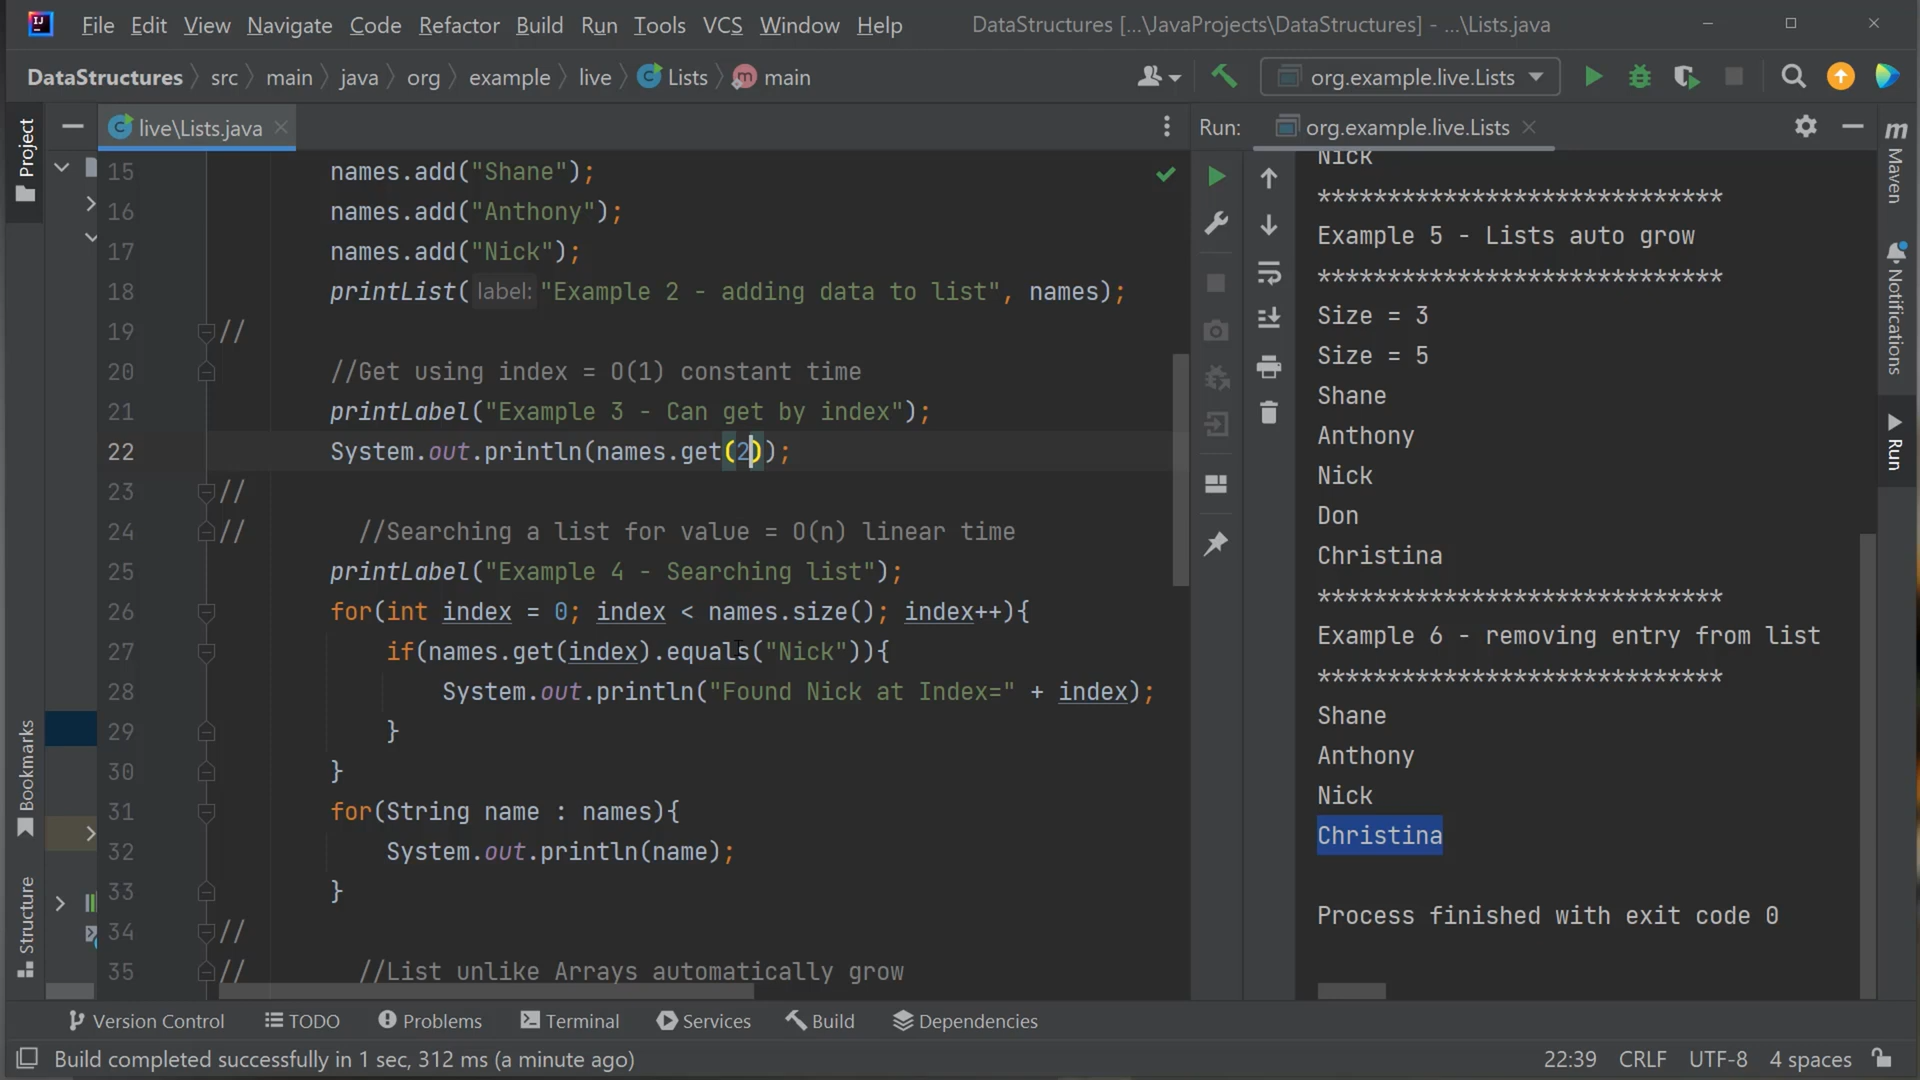 File Edit View Navigate Code Refactor Build Run Tools VCS Window Help DataStructures [...\JavaProjects\DataStructures] - ...\Lists.java
DataStructures src main java org example live Lists main org.example.live.Lists
Project
live\Lists.java
15 names.add("Shane");
16 names.add("Anthony");
17 names.add("Nick");
18 printList( label: "Example 2 - adding data to list", names);
19 //
20 //Get using index = O(1) constant time
21 printLabel("Example 3 - Can get by index");
22 System.out.println(names.get(2));
23 //
24 // //Searching a list for value = O(n) linear time
25 printLabel("Example 4 - Searching list");
26 for(int index = 0; index < names.size(); index++){
27 if(names.get(index).equals("Nick")){
28 System.out.println("Found Nick at Index=" + index);
29 }
30 }
31 for(String name : names){
32 System.out.println(name);
33 }
34 //
35 // //List unlike Arrays automatically grow
Bookmarks
Structure
Run: org.example.live.Lists
Nick
*****************************
Example 5 - Lists auto grow
*****************************
Size = 3
Size = 5
Shane
Anthony
Nick
Don
Christina
*****************************
Example 6 - removing entry from list
*****************************
Shane
Anthony
Nick
Christina
Process finished with exit code 0
m Maven
Notifications
Run
Version Control TODO Problems Terminal Services Build Dependencies
Build completed successfully in 1 sec, 312 ms (a minute ago) 22:39 CRLF UTF-8 4 spaces